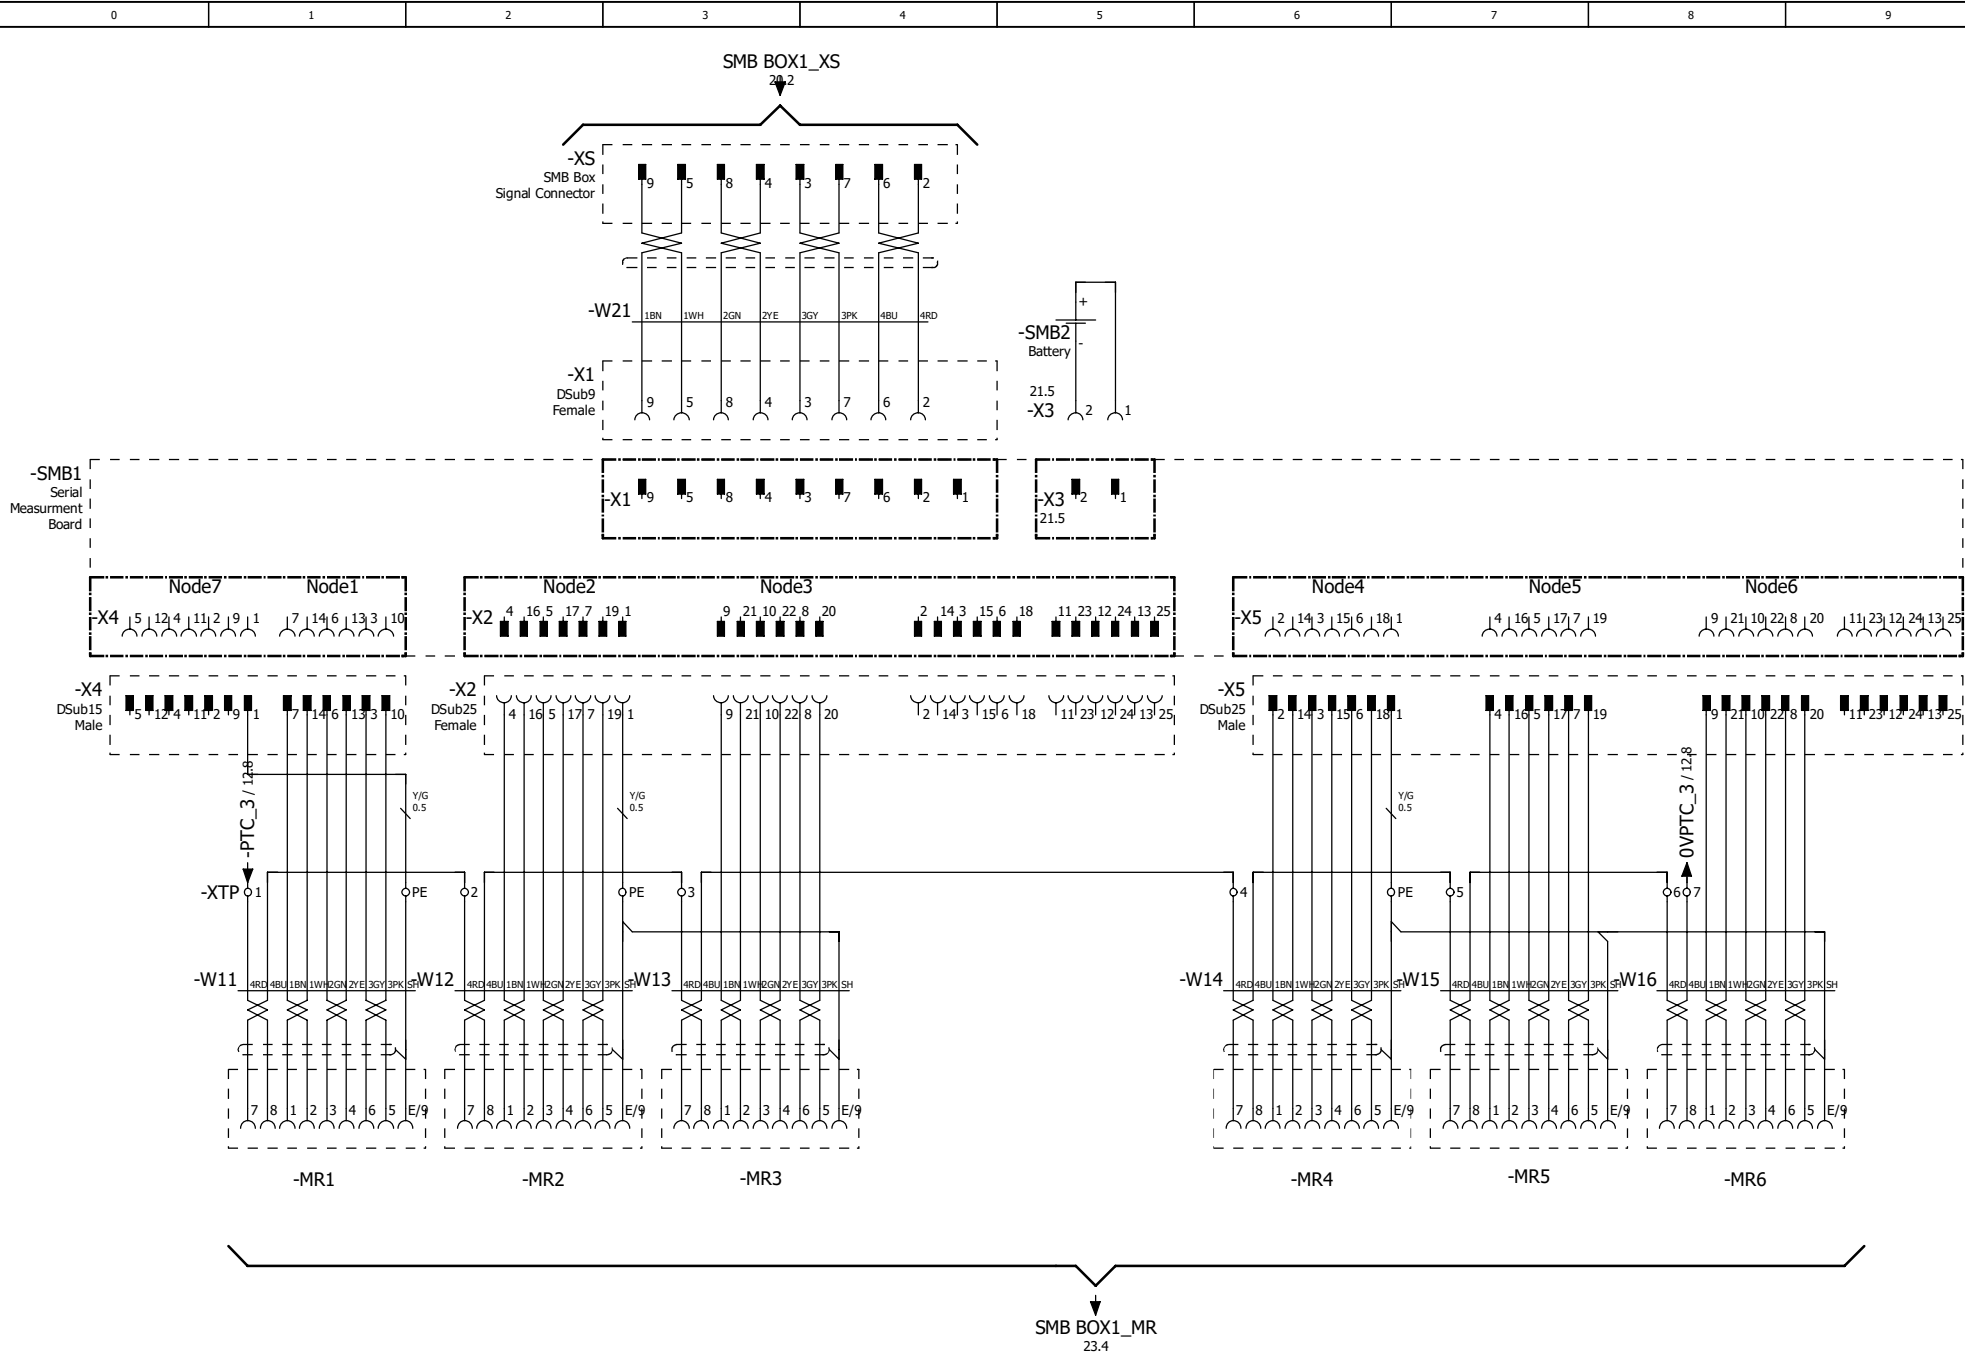 0 1 2 3 4 5 6 7 8 9
SMB BOX1_XS
20.2
-XS
SMB Box
Signal Connector
9 5 8 4 3 7 6 2
-W21
1BN 1WH 2GN 2YE 3GY 3PK 4BU 4RD
+
-SMB2
Battery
-
-X1
DSub9
Female
9 5 8 4 3 7 6 2
21.5
-X3
2 1
-SMB1
Serial
Measurment
Board
-X1
9 5 8 4 3 7 6 2 1
-X3
21.5
2 1
Node7 Node1 Node2 Node3 Node4 Node5 Node6
-X4 5 12 4 11 2 9 1 7 14 6 13 3 10
-X2 4 16 5 17 7 19 1 9 21 10 22 8 20 2 14 3 15 6 18 11 23 12 24 13 25
-X5 2 14 3 15 6 18 1 4 16 5 17 7 19 9 21 10 22 8 20 11 23 12 24 13 25
-X4
DSub15
Male
5 12 4 11 2 9 1 7 14 6 13 3 10
-X2
DSub25
Female
4 16 5 17 7 19 1 9 21 10 22 8 20 2 14 3 15 6 18 11 23 12 24 13 25
-X5
DSub25
Male
2 14 3 15 6 18 1 4 16 5 17 7 19 9 21 10 22 8 20 11 23 12 24 13 25
-PTC_3 / 12.8
Y/G
0.5
Y/G
0.5
Y/G
0.5
0VPTC_3 / 12.8
-XTP 1 PE 2 PE 3 4 PE 5 6 7
-W11 4RD 4BU 1BN 1WH 2GN 2YE 3GY 3PK SH
-W12 4RD 4BU 1BN 1WH 2GN 2YE 3GY 3PK SH
-W13 4RD 4BU 1BN 1WH 2GN 2YE 3GY 3PK SH
-W14 4RD 4BU 1BN 1WH 2GN 2YE 3GY 3PK SH
-W15 4RD 4BU 1BN 1WH 2GN 2YE 3GY 3PK SH
-W16 4RD 4BU 1BN 1WH 2GN 2YE 3GY 3PK SH
7 8 1 2 3 4 6 5 E/9
7 8 1 2 3 4 6 5 E/9
7 8 1 2 3 4 6 5 E/9
7 8 1 2 3 4 6 5 E/9
7 8 1 2 3 4 6 5 E/9
7 8 1 2 3 4 6 5 E/9
-MR1 -MR2 -MR3 -MR4 -MR5 -MR6
SMB BOX1_MR
23.4